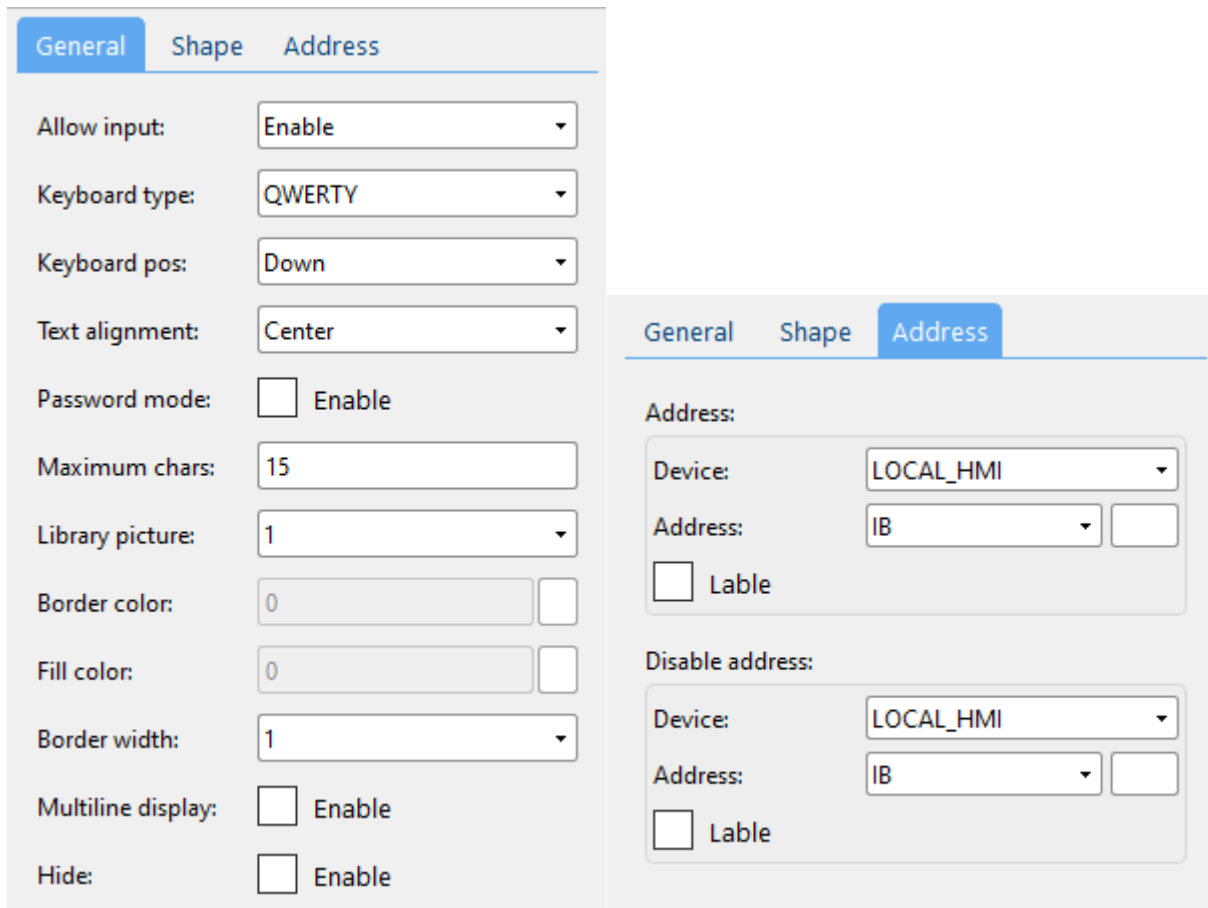 General Shape Address
Allow input: Enable
Keyboard type: QWERTY
Keyboard pos: Down
Text alignment: Center
Password mode: Enable
Maximum chars: 15
Library picture: 1
Border color: 0
Fill color: 0
Border width: 1
Multiline display: Enable
Hide: Enable
General Shape Address
Address:
Device: LOCAL_HMI
Address: IB
Lable
Disable address:
Device: LOCAL_HMI
Address: IB
Lable